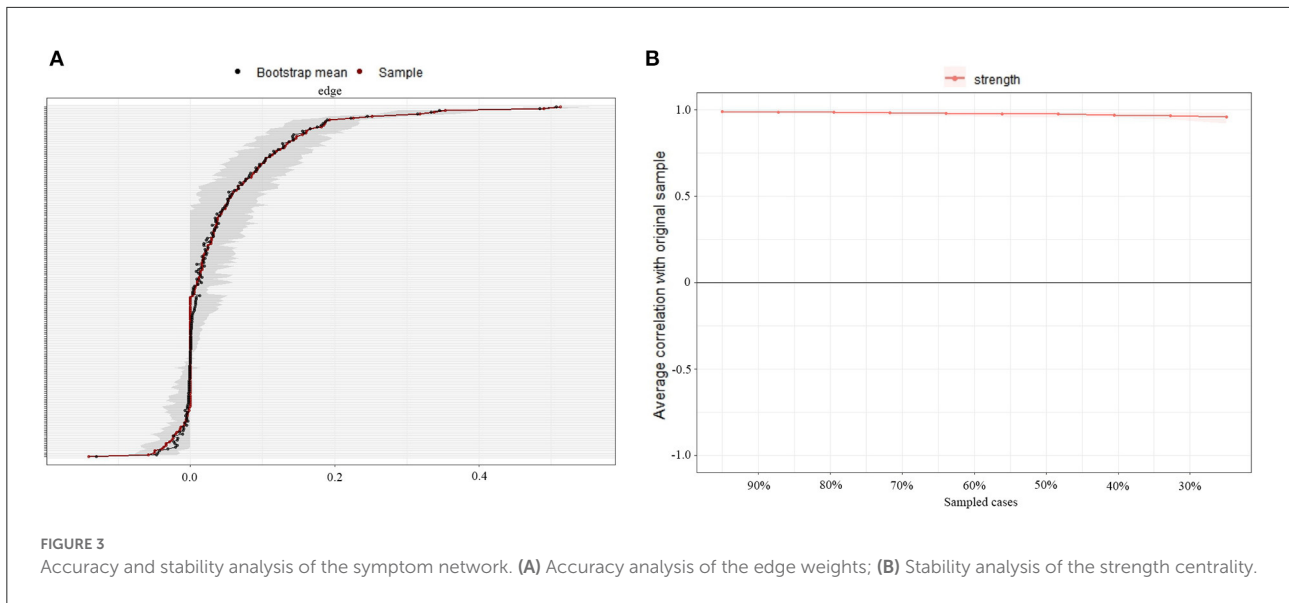 A
Bootstrap mean Sample
edge
0.0 0.2 0.4
B
strength
Average correlation with original sample
1.0
0.5
0
-0.5
-1.0
90% 80% 70% 60% 50% 40% 30%
Sampled cases
FIGURE 3
Accuracy and stability analysis of the symptom network. (A) Accuracy analysis of the edge weights; (B) Stability analysis of the strength centrality.